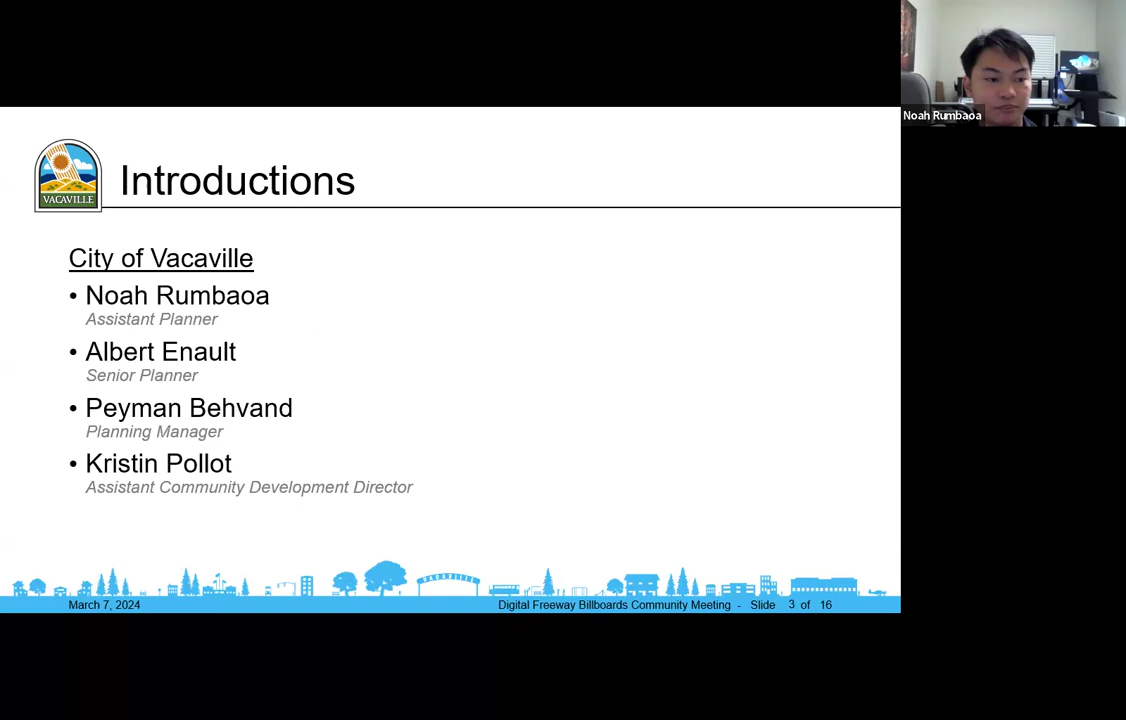 Noah Rumbaoa
VACAVILLE
Introductions
City of Vacaville
• Noah Rumbaoa
Assistant Planner
• Albert Enault
Senior Planner
• Peyman Behvand
Planning Manager
• Kristin Pollot
Assistant Community Development Director
VACAVILLE
March 7, 2024
Digital Freeway Billboards Community Meeting - Slide 3 of 16